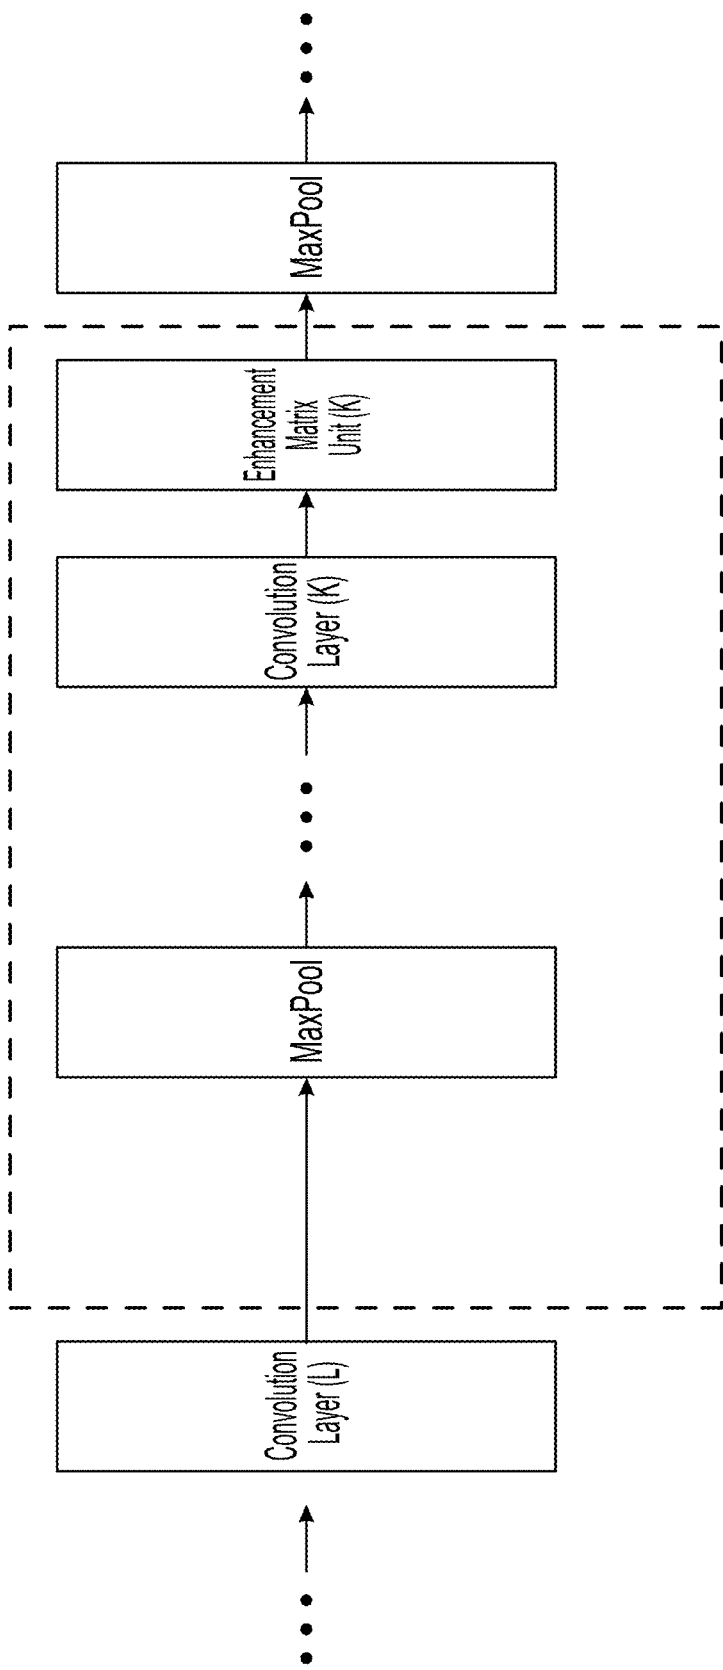 Convolution
Layer (L)
MaxPool
Convolution
Layer (K)
Enhancement
Matrix
Unit (K)
MaxPool